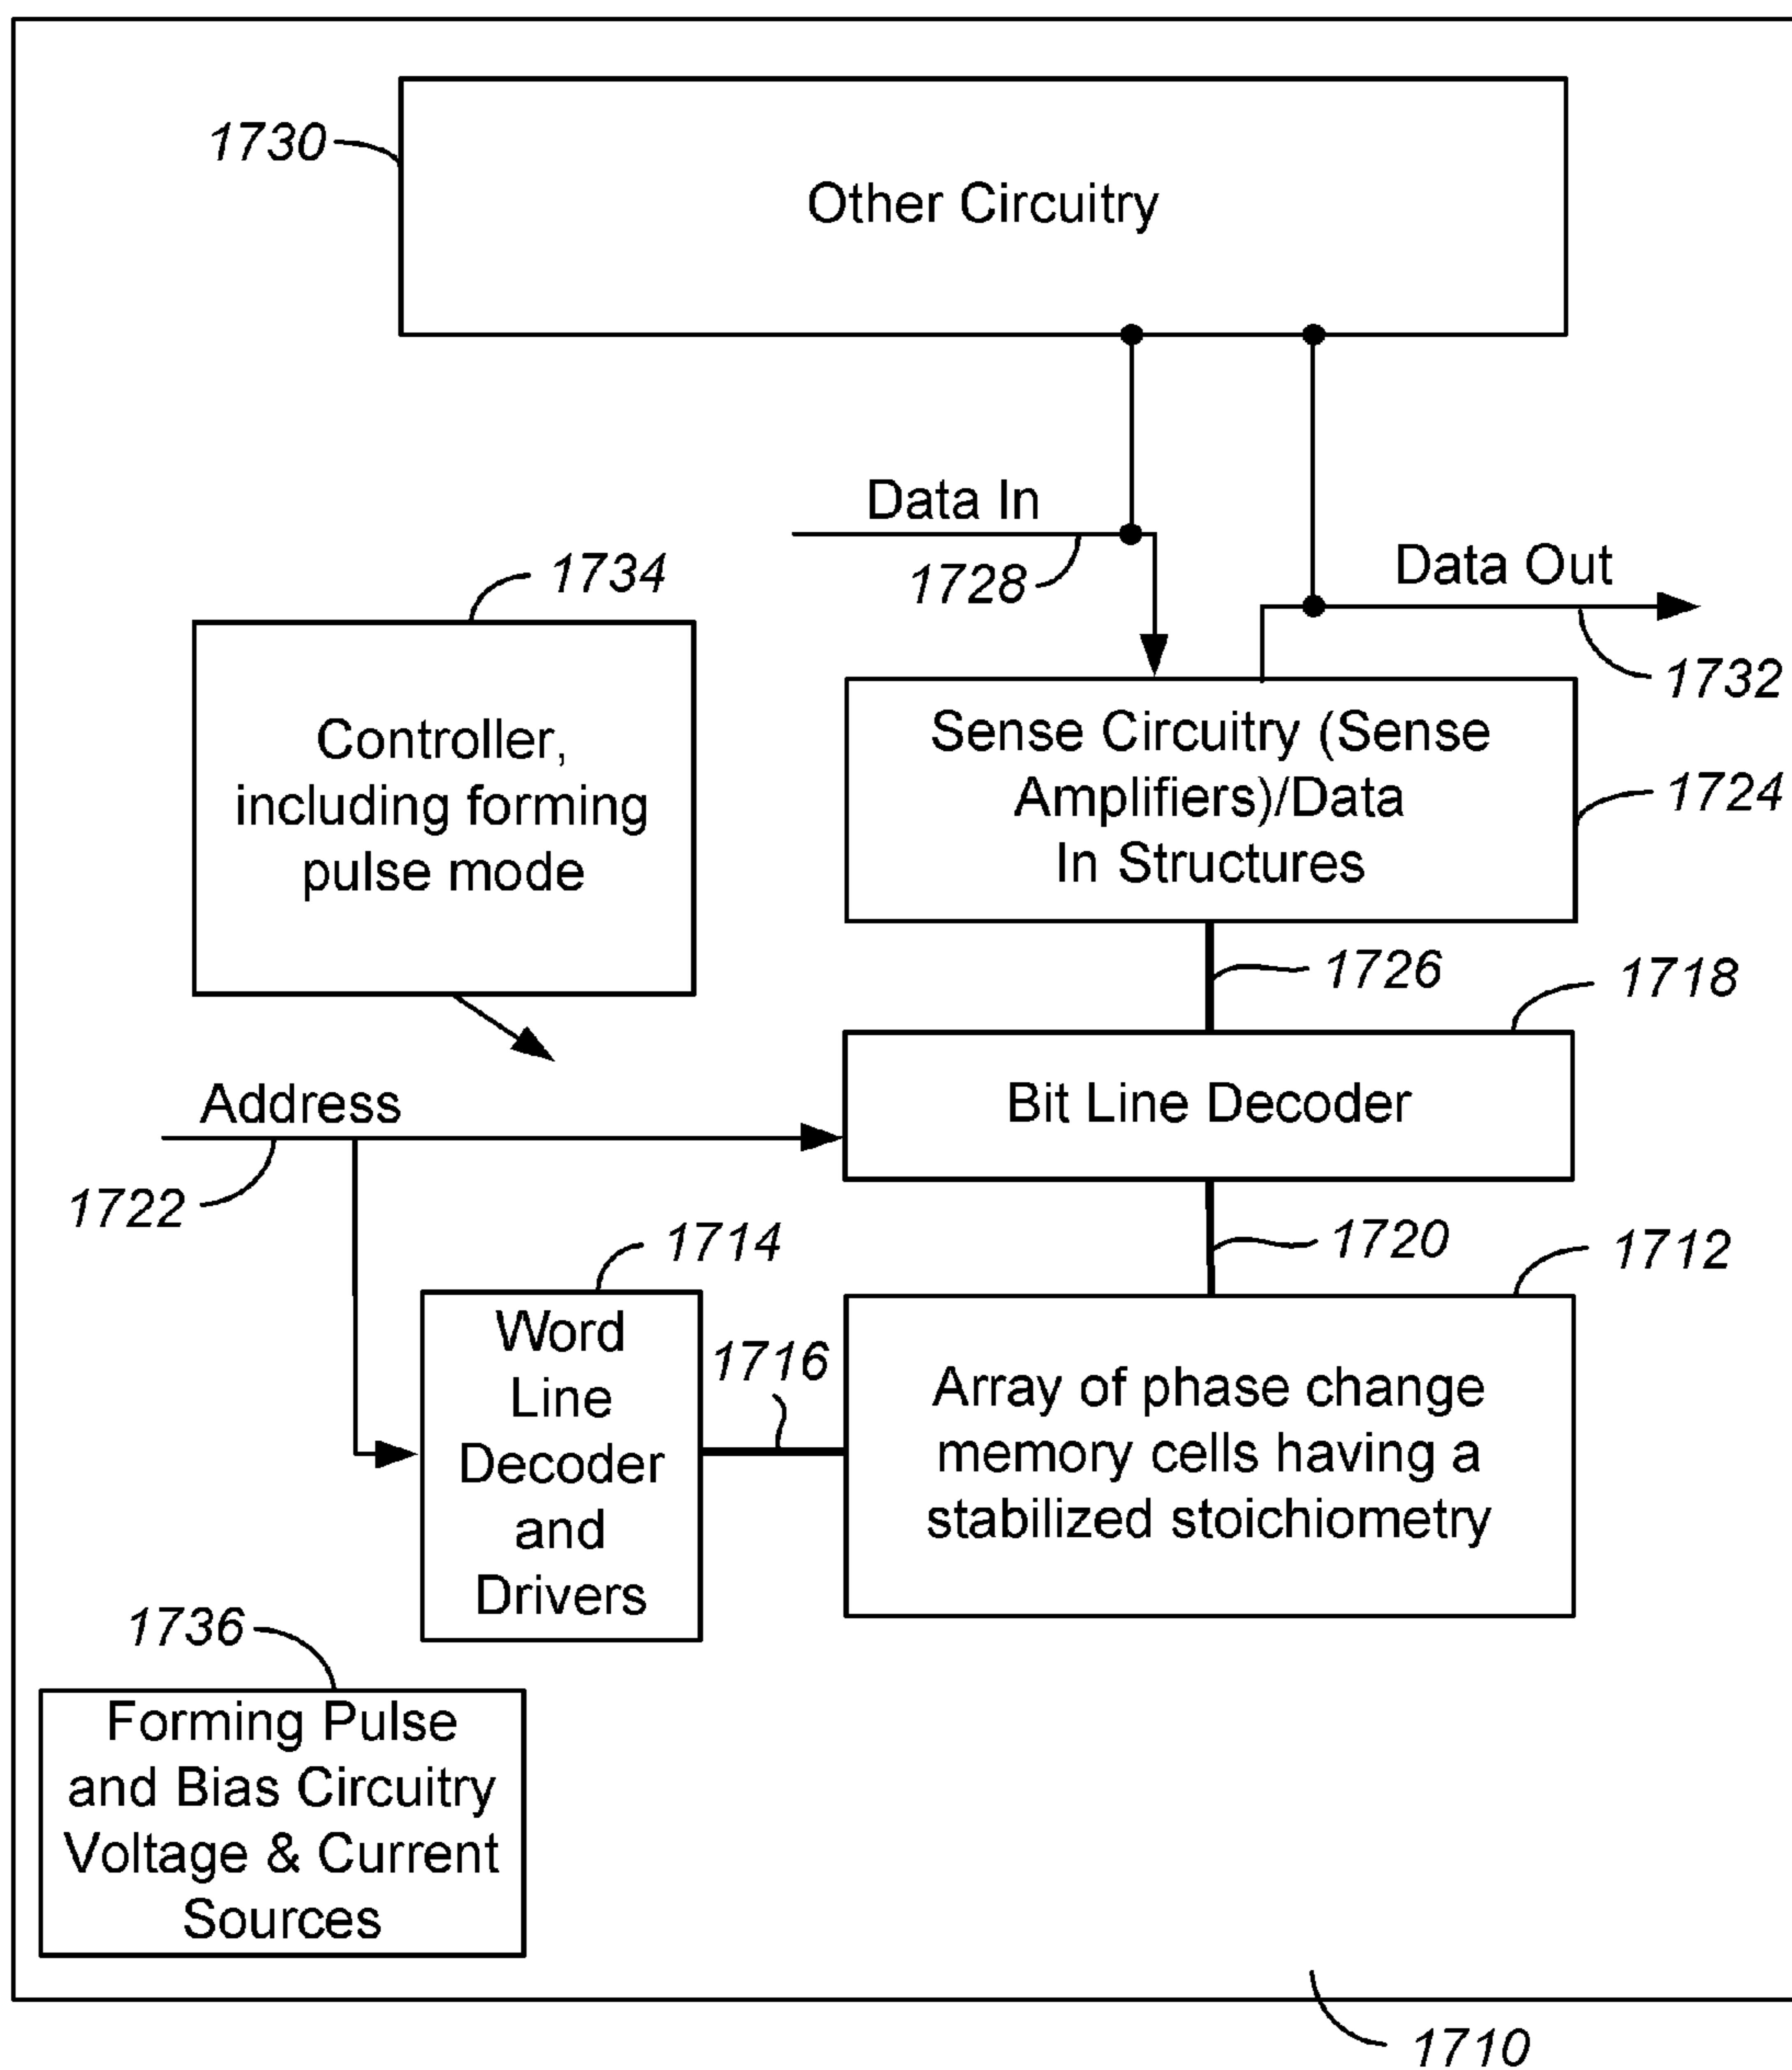 1730
Other Circuitry
Data In
1728
Data Out
1732
1734
Controller,
including forming
pulse mode
Sense Circuitry (Sense
Amplifiers)/Data
In Structures
1724
1726
1718
Address
1722
Bit Line Decoder
1720
1714
1712
Word
Line
Decoder
and
Drivers
1716
Array of phase change
memory cells having a
stabilized stoichiometry
1736
Forming Pulse
and Bias Circuitry
Voltage & Current
Sources
1710